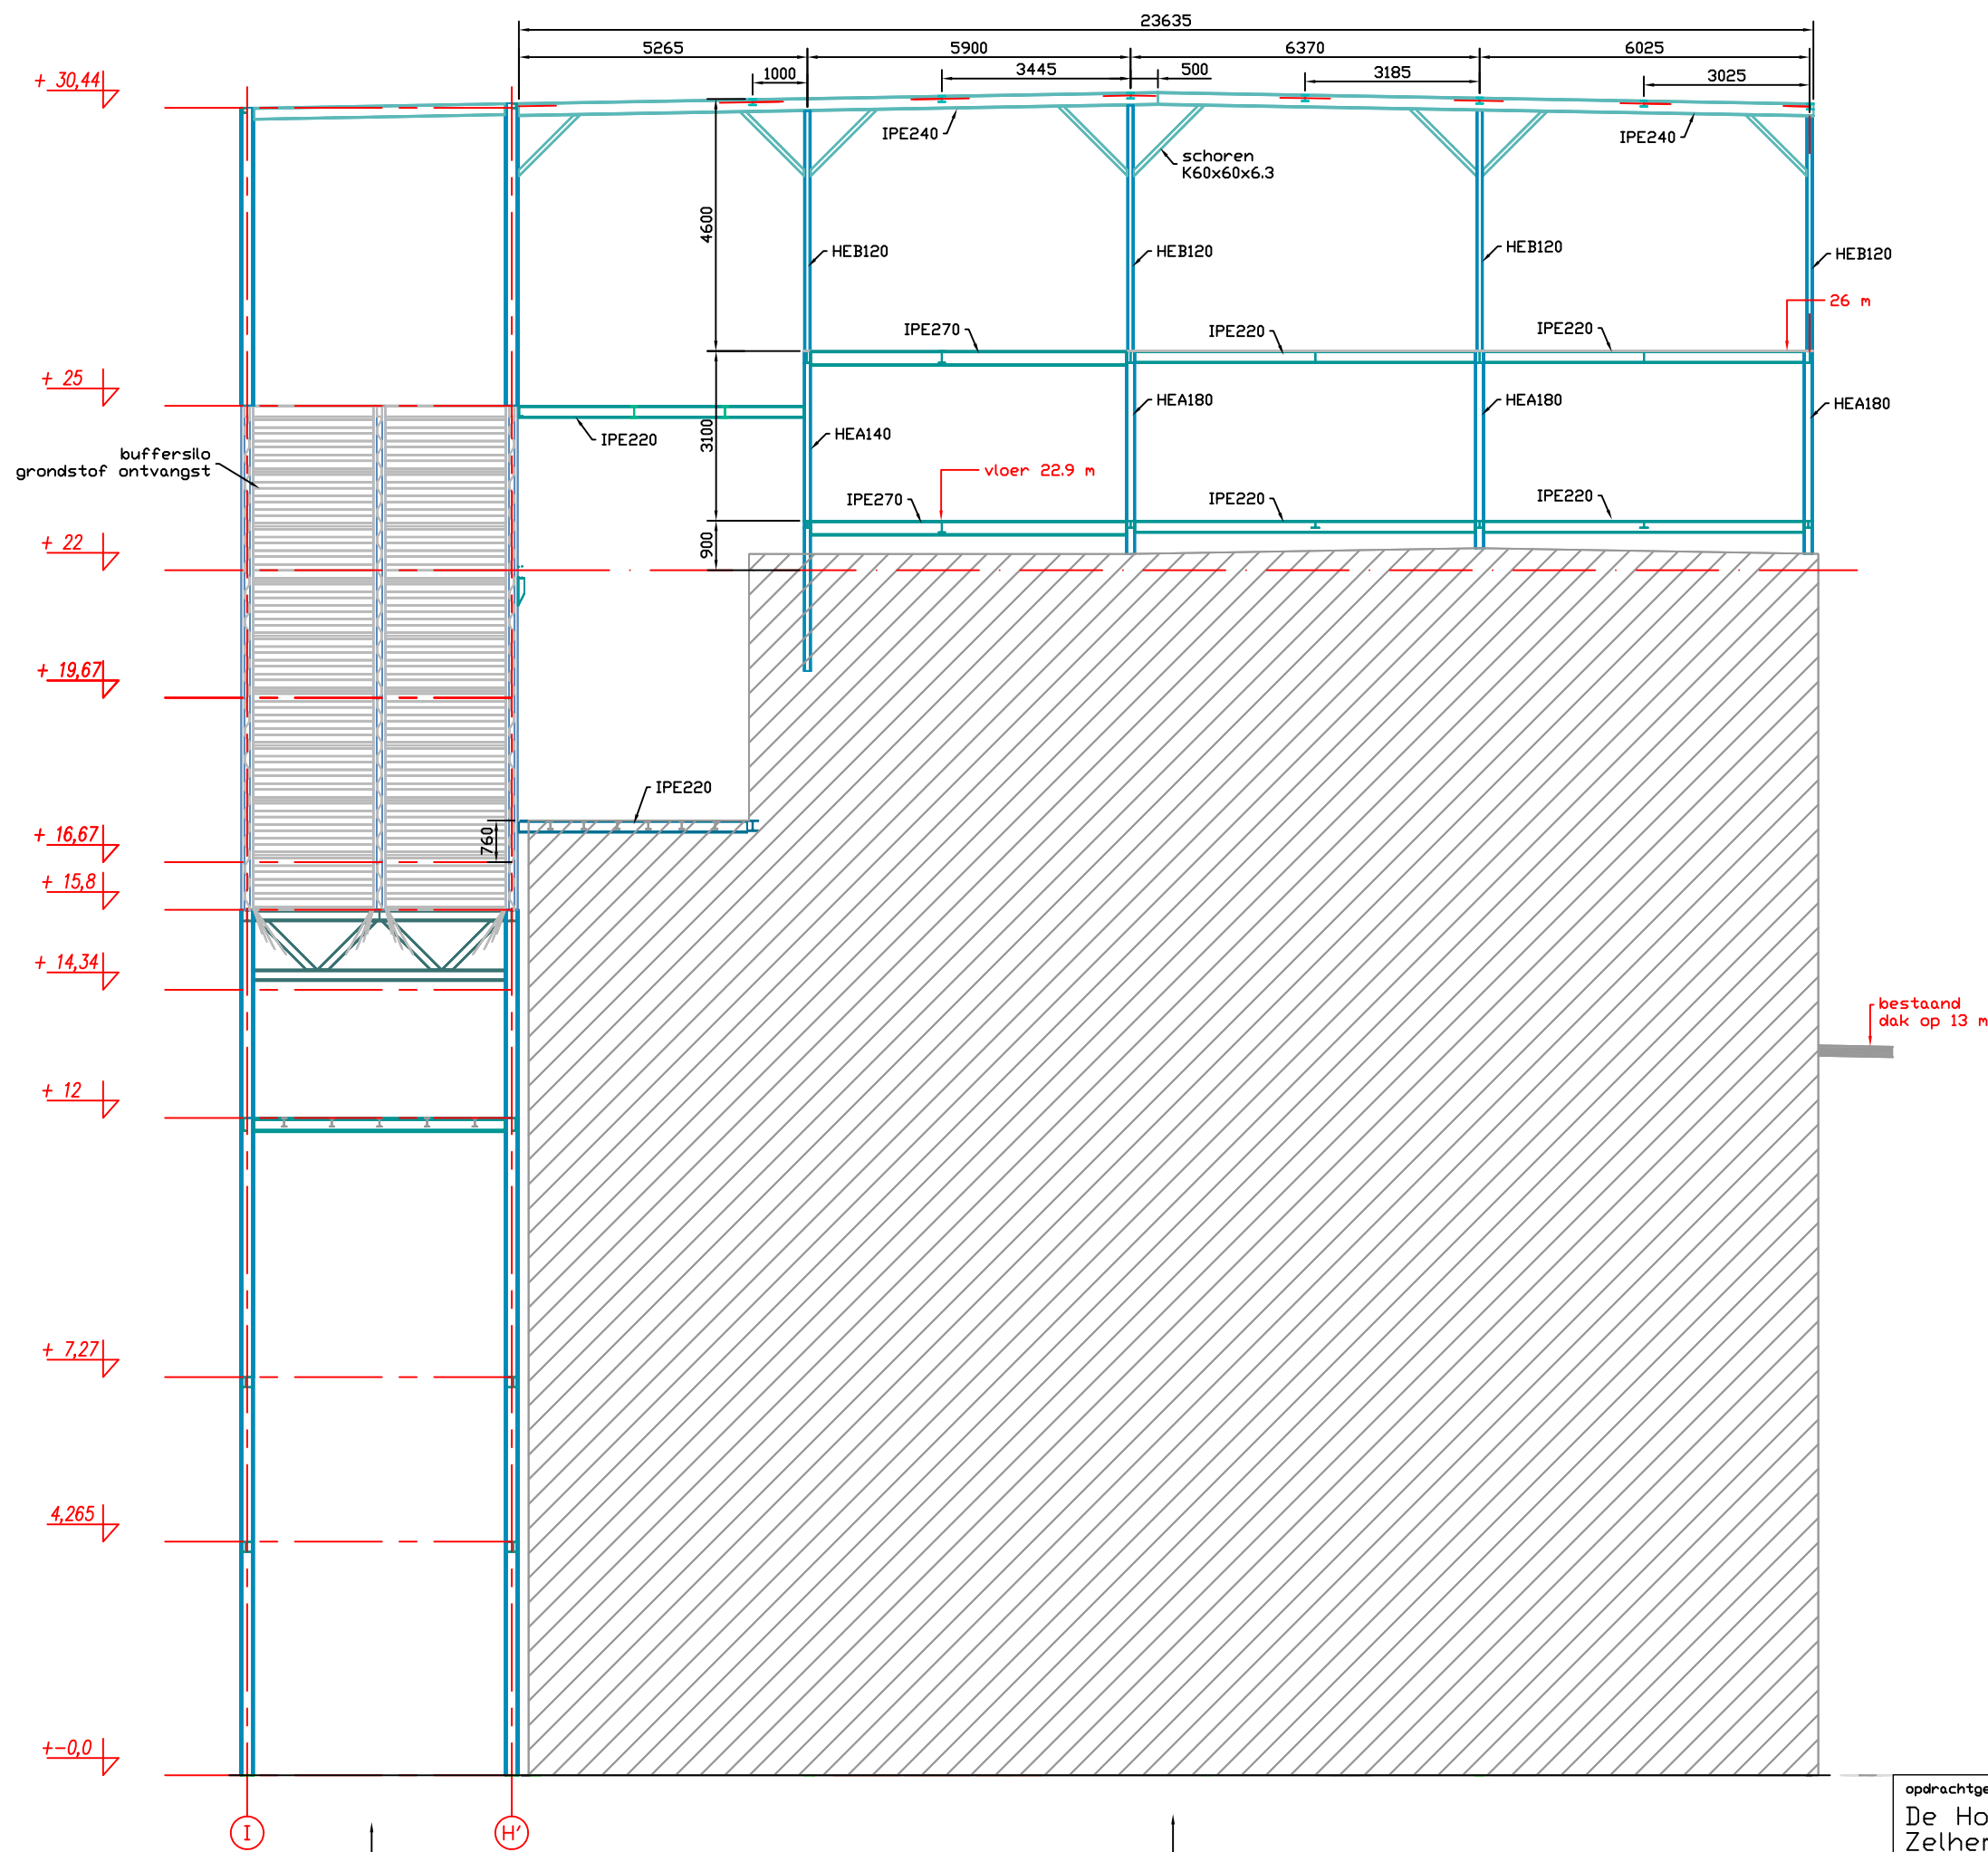 23635
5265
5900
6370
6025
1000
3445
500
3185
3025
+ 30,44
IPE240
IPE240
schoren
K60x60x6.3
4600
HEB120
HEB120
HEB120
HEB120
26 m
IPE270
IPE220
IPE220
+ 25
HEA180
HEA180
HEA180
IPE220
HEA140
3100
buffersilo
grondstof ontvangst
vloer 22.9 m
IPE270
IPE220
IPE220
+ 22
900
+ 19,67
IPE220
+ 16,67
760
+ 15,8
+ 14,34
bestaand
dak op 13 m
+ 12
+ 7,27
4,265
+-0,0
I
H'
opdrachtge
De Ho
Zelhe